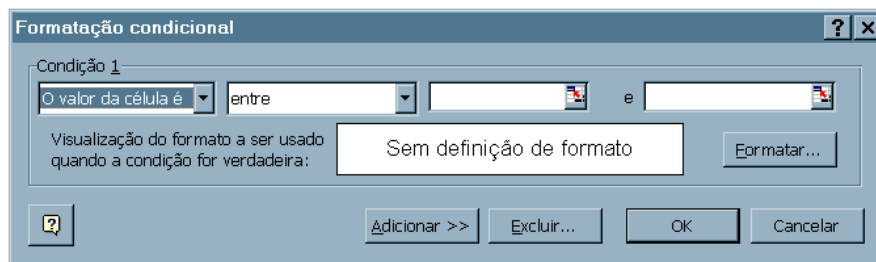 Formatação condicional
Condição 1
O valor da célula é entre e
Visualização do formato a ser usado
quando a condição for verdadeira:
Sem definição de formato
Formatar...
Adicionar >> Excluir... OK Cancelar